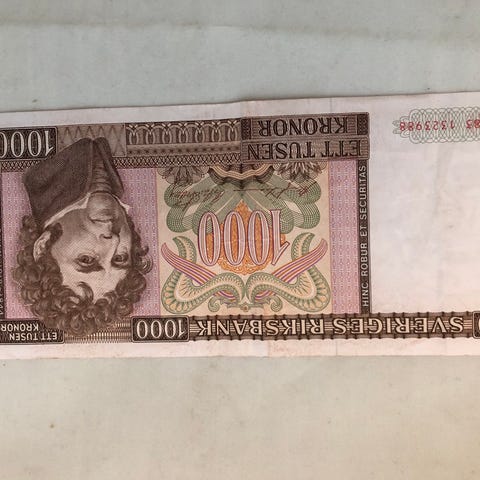 SVERIGES RIKSBANK
1000
ETT TUSEN
KRONOR
HINC ROBUR ET SECURITAS
1000
ETT TUSEN
KRONOR
1000